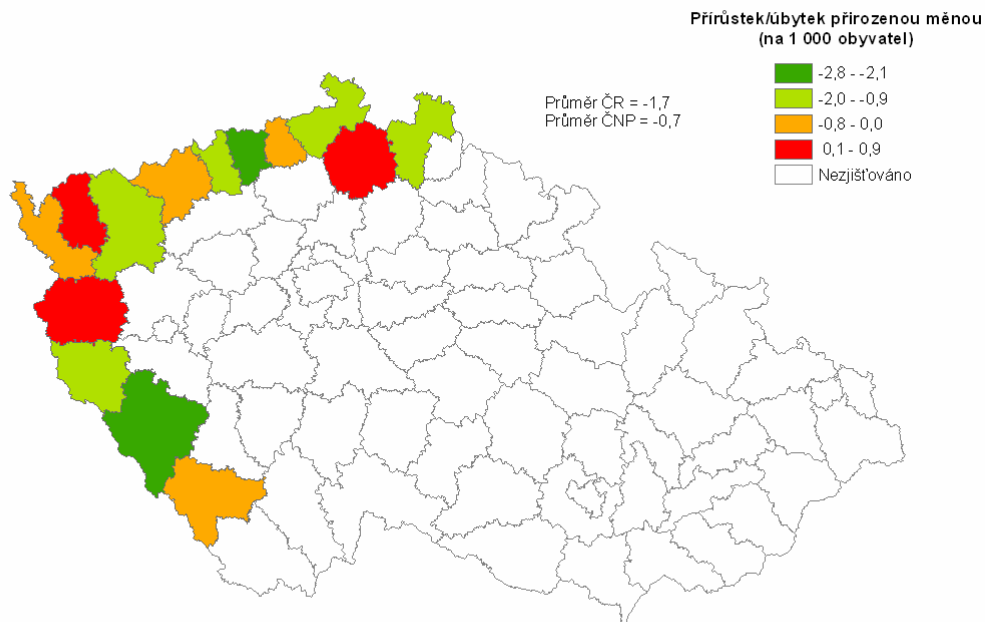 Přírůstek/úbytek přirozenou měnou
(na 1 000 obyvatel)
-2,8 - -2,1
-2,0 - -0,9
-0,8 - 0,0
0,1 - 0,9
Nezjišťováno
Průměr ČR = -1,7
Průměr ČNP = -0,7